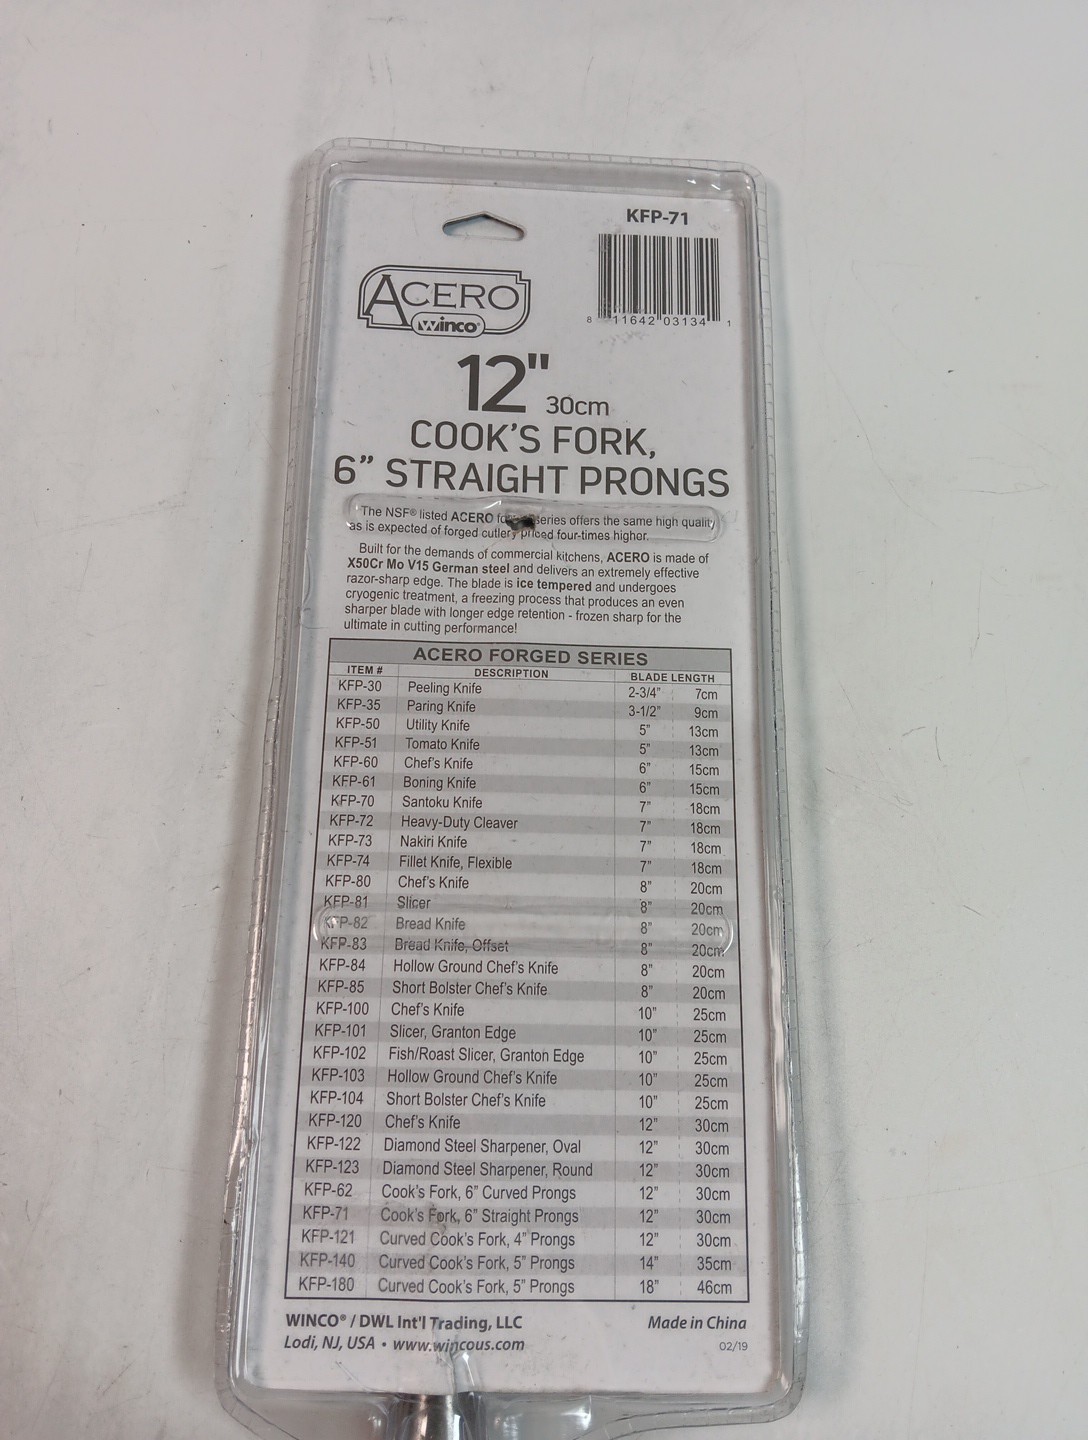 KFP-71
8 11642 03134 1
ACERO
Winco®
12" 30cm
COOK'S FORK,
6" STRAIGHT PRONGS
The NSF® listed ACERO series offers the same high quality
as is expected of forged cutlery priced four-times higher.
Built for the demands of commercial kitchens, ACERO is made of
X50Cr Mo V15 German steel and delivers an extremely effective
razor-sharp edge. The blade is ice tempered and undergoes
cryogenic treatment, a freezing process that produces an even
sharper blade with longer edge retention - frozen sharp for the
ultimate in cutting performance!
ACERO FORGED SERIES
ITEM # DESCRIPTION BLADE LENGTH
KFP-30 Peeling Knife 2-3/4" 7cm
KFP-35 Paring Knife 3-1/2" 9cm
KFP-50 Utility Knife 5" 13cm
KFP-51 Tomato Knife 5" 13cm
KFP-60 Chef's Knife 6" 15cm
KFP-61 Boning Knife 6" 15cm
KFP-70 Santoku Knife 7" 18cm
KFP-72 Heavy-Duty Cleaver 7" 18cm
KFP-73 Nakiri Knife 7" 18cm
KFP-74 Fillet Knife, Flexible 7" 18cm
KFP-80 Chef's Knife 8" 20cm
KFP-81 Slicer 8" 20cm
KFP-82 Bread Knife 8" 20cm
KFP-83 Bread Knife, Offset 8" 20cm
KFP-84 Hollow Ground Chef's Knife 8" 20cm
KFP-85 Short Bolster Chef's Knife 8" 20cm
KFP-100 Chef's Knife 10" 25cm
KFP-101 Slicer, Granton Edge 10" 25cm
KFP-102 Fish/Roast Slicer, Granton Edge 10" 25cm
KFP-103 Hollow Ground Chef's Knife 10" 25cm
KFP-104 Short Bolster Chef's Knife 10" 25cm
KFP-120 Chef's Knife 12" 30cm
KFP-122 Diamond Steel Sharpener, Oval 12" 30cm
KFP-123 Diamond Steel Sharpener, Round 12" 30cm
KFP-62 Cook's Fork, 6" Curved Prongs 12" 30cm
KFP-71 Cook's Fork, 6" Straight Prongs 12" 30cm
KFP-121 Curved Cook's Fork, 4" Prongs 12" 30cm
KFP-140 Curved Cook's Fork, 5" Prongs 14" 35cm
KFP-180 Curved Cook's Fork, 5" Prongs 18" 46cm
WINCO® / DWL Int'l Trading, LLC Made in China
Lodi, NJ, USA • www.wincous.com 02/19